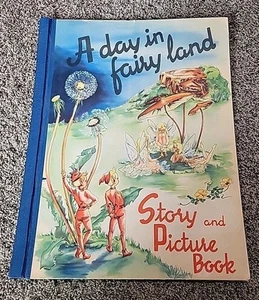 A day in
fairy land
Story and
Picture
Book